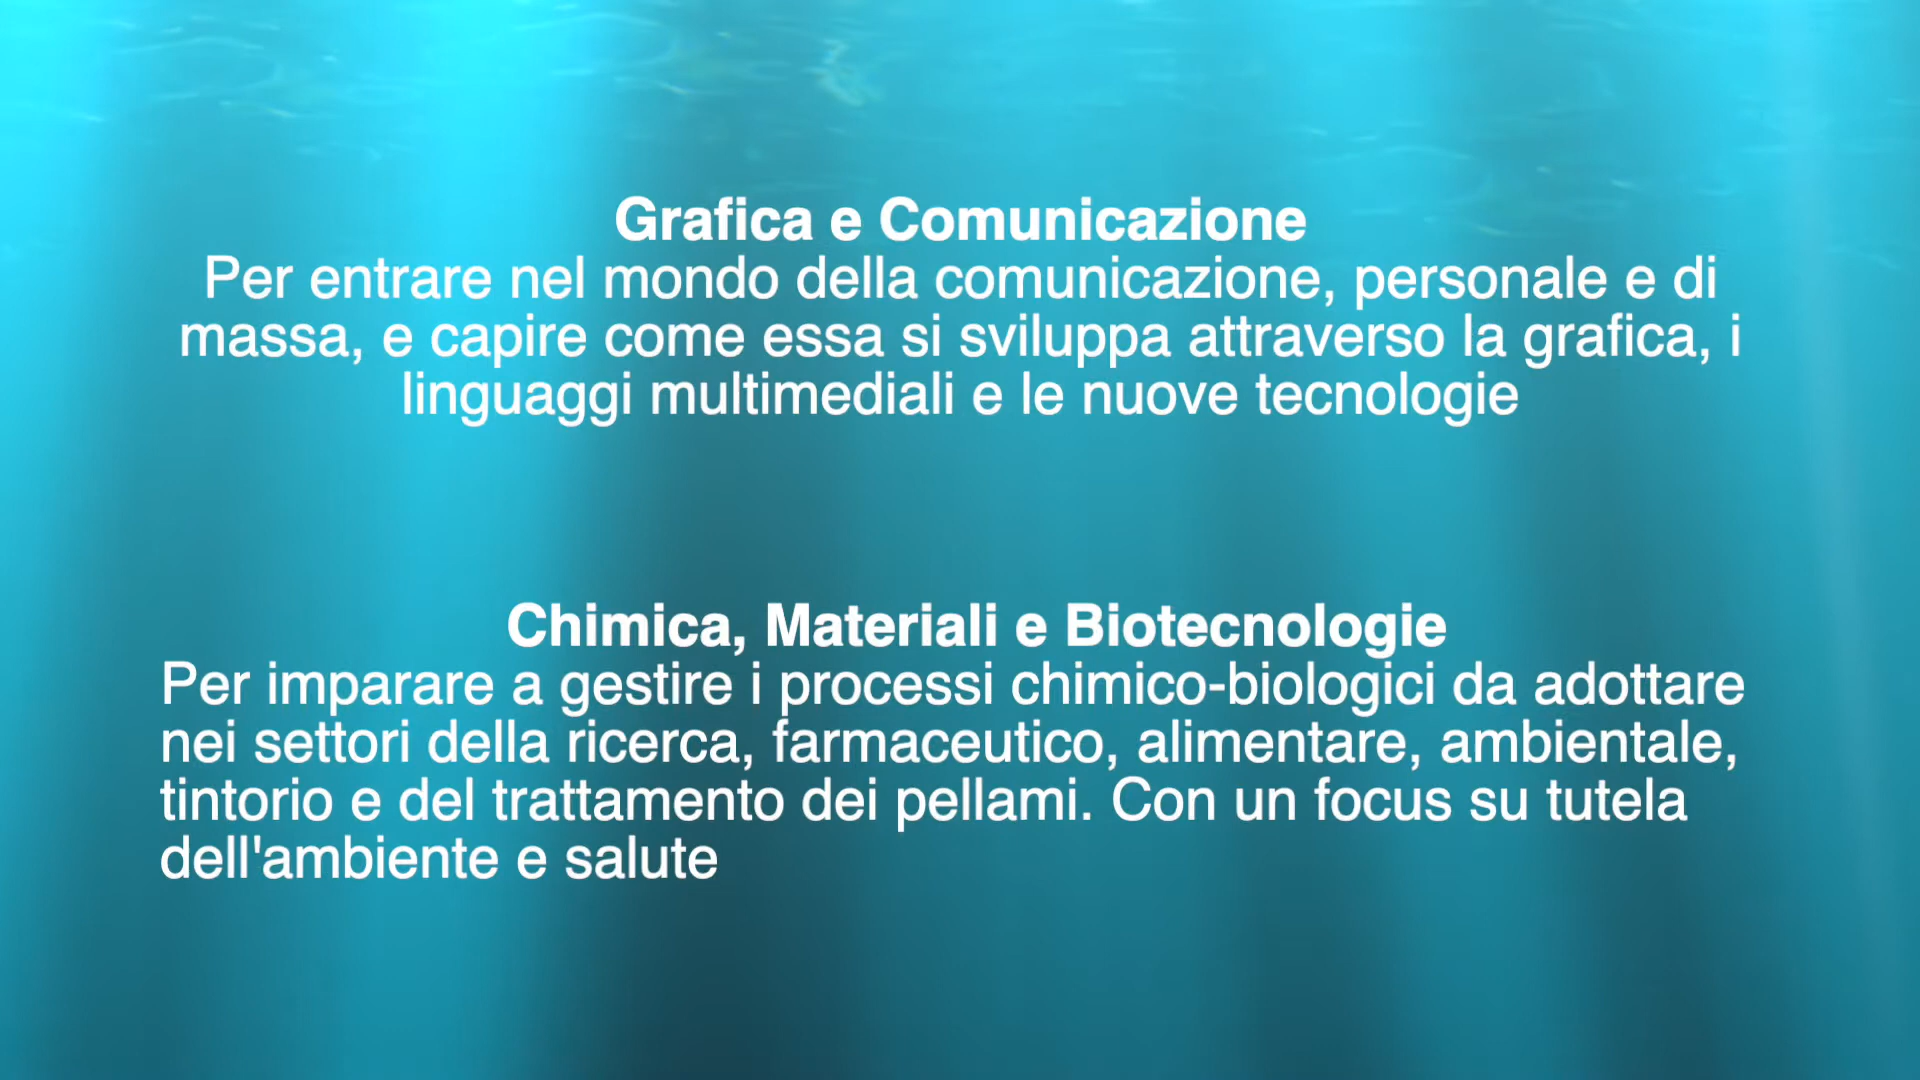 Grafica e Comunicazione
Per entrare nel mondo della comunicazione, personale e di
massa, e capire come essa si sviluppa attraverso la grafica, i
linguaggi multimediali e le nuove tecnologie
Chimica, Materiali e Biotecnologie
Per imparare a gestire i processi chimico-biologici da adottare
nei settori della ricerca, farmaceutico, alimentare, ambientale,
tintorio e del trattamento dei pellami. Con un focus su tutela
dell'ambiente e salute